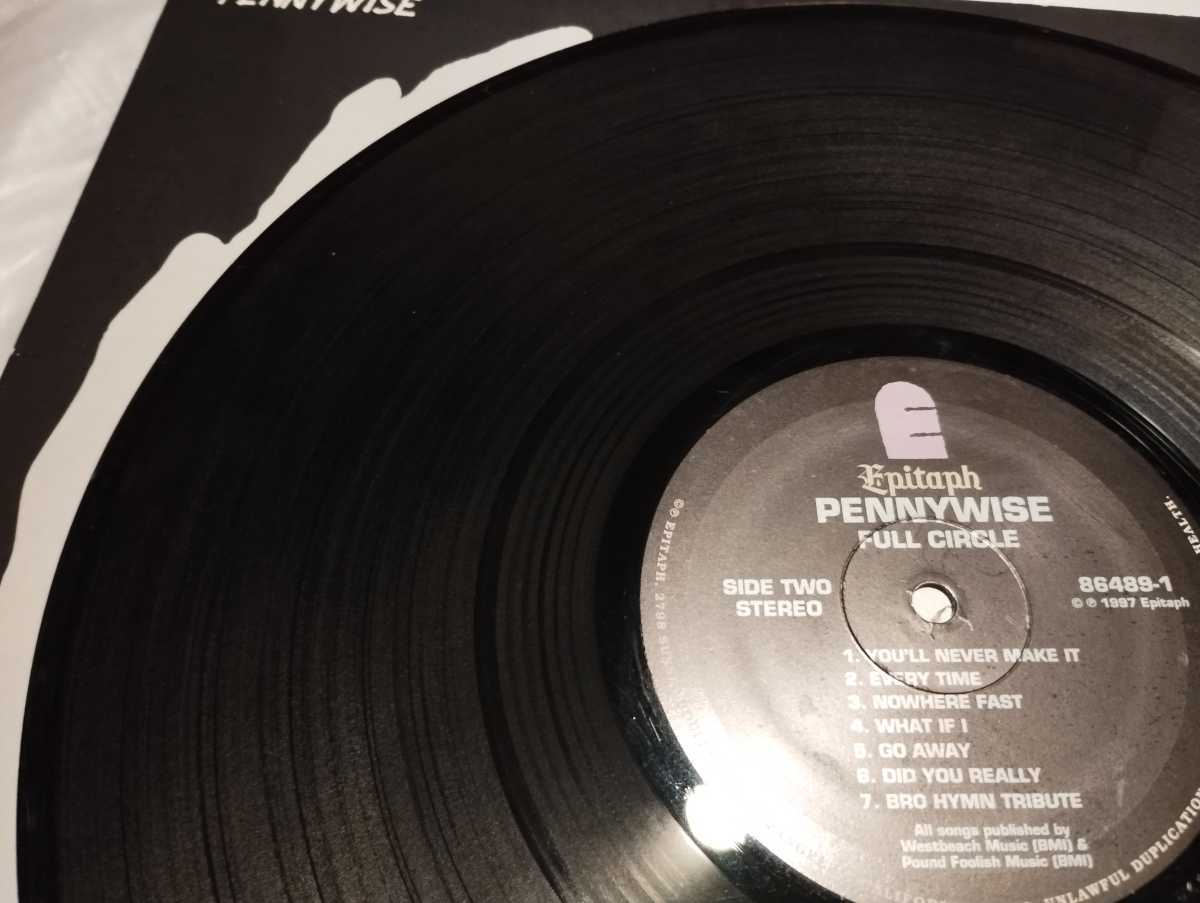 PENNYWISE
Epitaph
PENNYWISE
FULL CIRCLE
SIDE TWO
STEREO
86489-1
© ℗ 1997 Epitaph
1. YOU'LL NEVER MAKE IT
2. EVERY TIME
3. NOWHERE FAST
4. WHAT IF I
5. GO AWAY
6. DID YOU REALLY
7. BRO HYMN TRIBUTE
All songs published by
Westbeach Music (BMI) &
Pound Foolish Music (BMI)
©℗ EPITAPH, 2798
UNLAWFUL DUPLICATION
HEALTH.